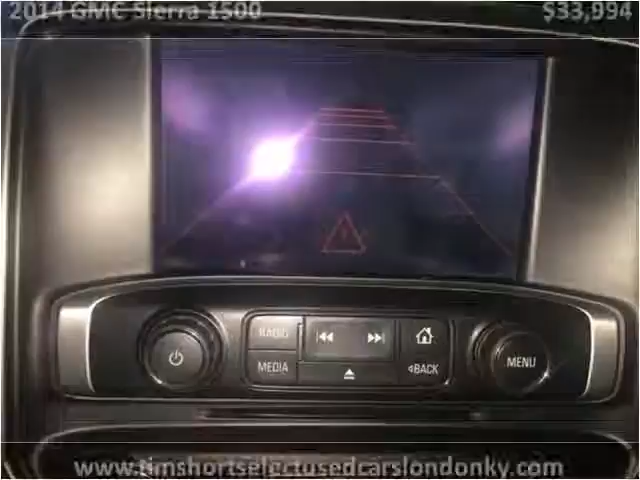 2014 GMC Sierra 1500 $33,994
RADIO
MEDIA
◃BACK
MENU
www.timshortselectusedcarslondonky.com